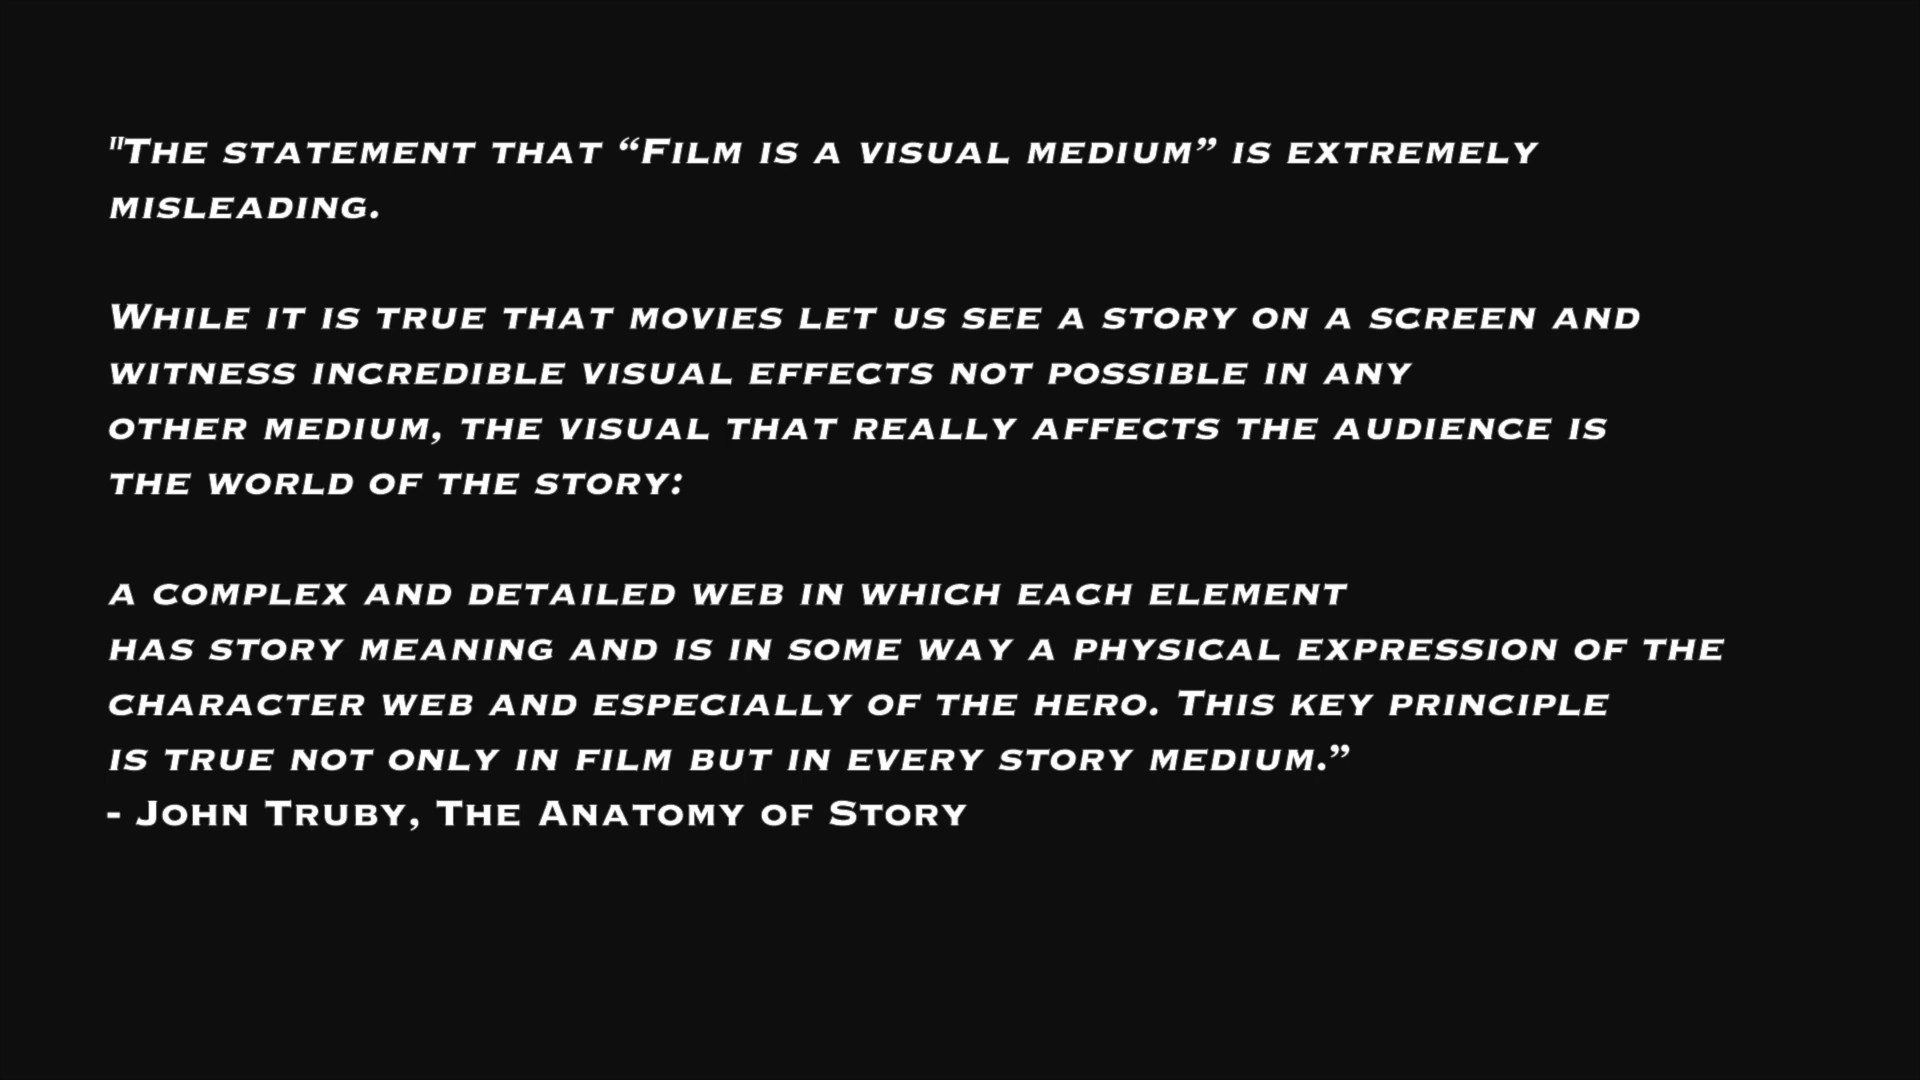 "The statement that “Film is a visual medium” is extremely
misleading.
While it is true that movies let us see a story on a screen and
witness incredible visual effects not possible in any
other medium, the visual that really affects the audience is
the world of the story:
a complex and detailed web in which each element
has story meaning and is in some way a physical expression of the
character web and especially of the hero. This key principle
is true not only in film but in every story medium.”
- John Truby, The Anatomy of Story